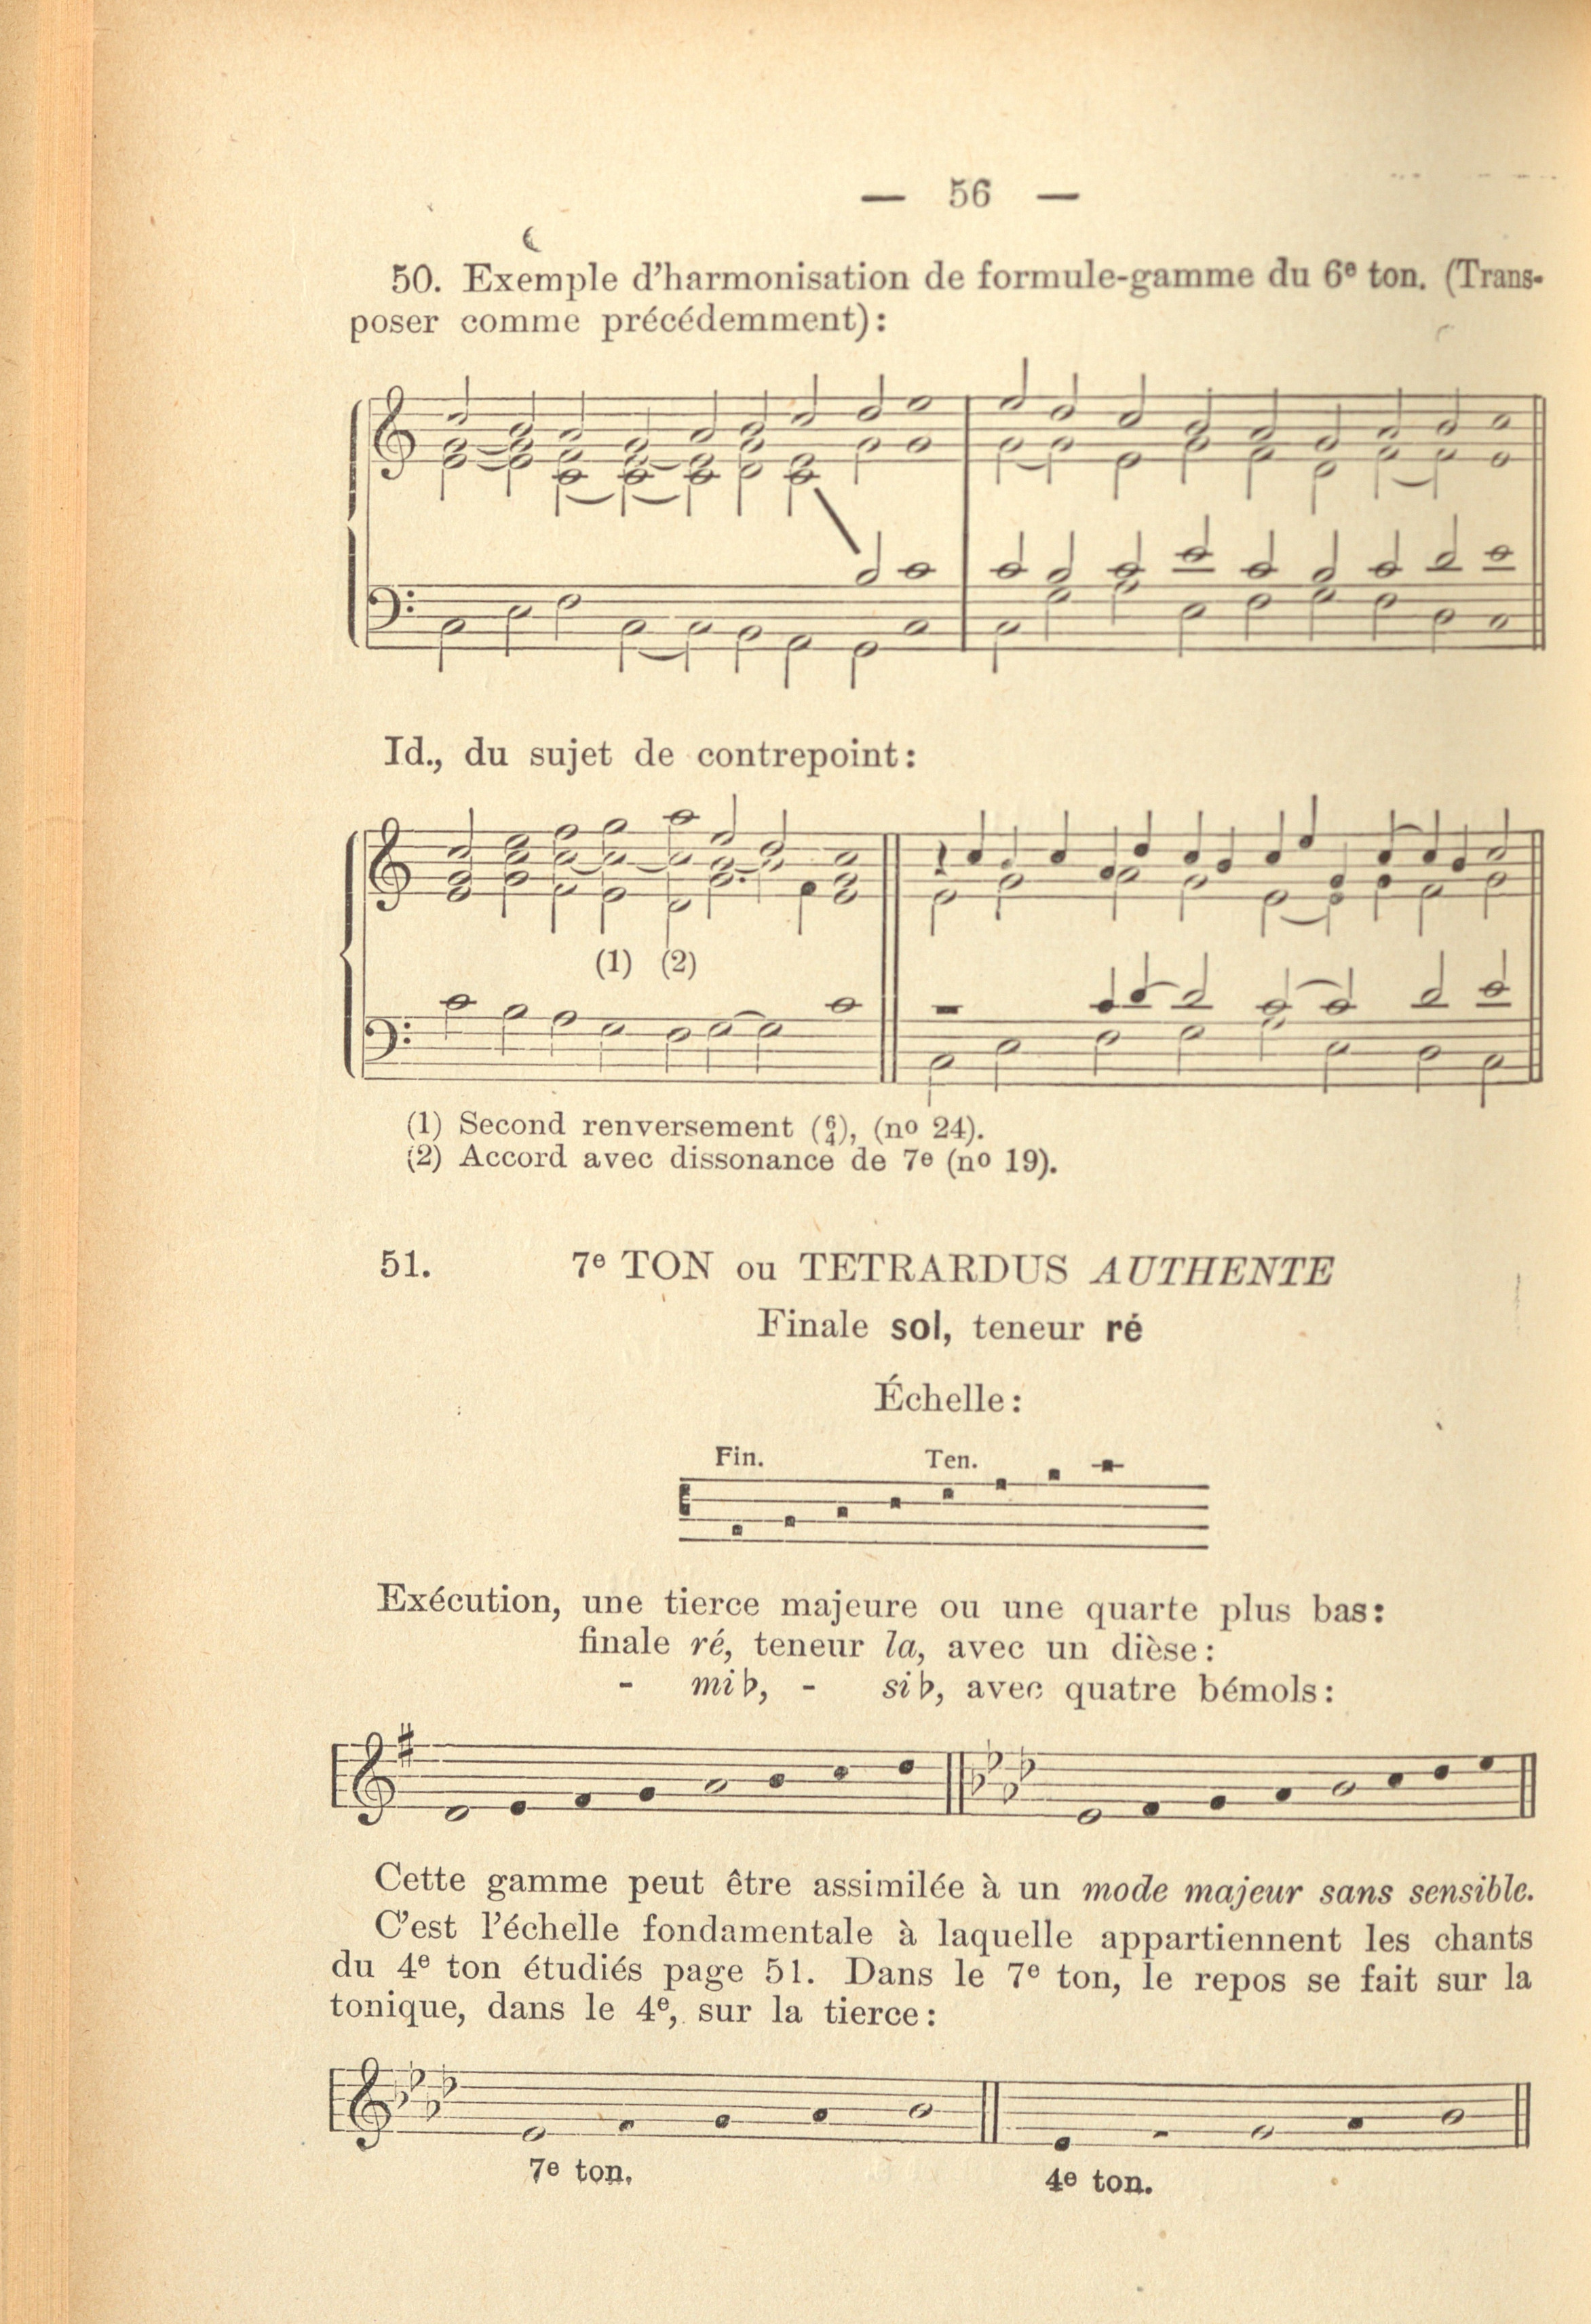 — 56 —
50. Exemple d'harmonisation de formule-gamme du 6e ton. (Trans-
poser comme précédemment):
Id., du sujet de contrepoint:
(1) (2)
(1) Second renversement (6/4), (no 24).
(2) Accord avec dissonance de 7e (no 19).
51. 7e TON ou TETRARDUS AUTHENTE
Finale sol, teneur ré
Échelle:
Fin. Ten.
Exécution, une tierce majeure ou une quarte plus bas:
finale ré, teneur la, avec un dièse:
- mi♭, - si♭, avec quatre bémols:
Cette gamme peut être assimilée à un mode majeur sans sensible.
C'est l'échelle fondamentale à laquelle appartiennent les chants
du 4e ton étudiés page 51. Dans le 7e ton, le repos se fait sur la
tonique, dans le 4e, sur la tierce:
7e ton. 4e ton.